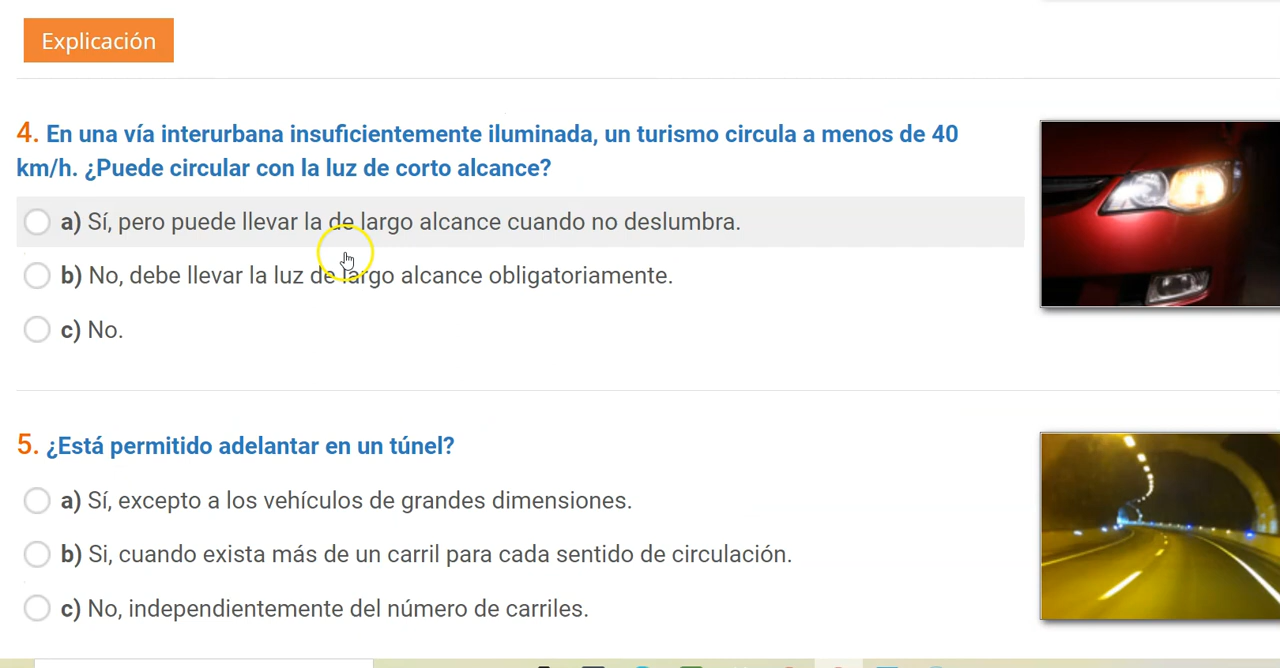 Explicación
4. En una vía interurbana insuficientemente iluminada, un turismo circula a menos de 40
km/h. ¿Puede circular con la luz de corto alcance?
a) Sí, pero puede llevar la de largo alcance cuando no deslumbra.
b) No, debe llevar la luz de largo alcance obligatoriamente.
c) No.
5. ¿Está permitido adelantar en un túnel?
a) Sí, excepto a los vehículos de grandes dimensiones.
b) Si, cuando exista más de un carril para cada sentido de circulación.
c) No, independientemente del número de carriles.